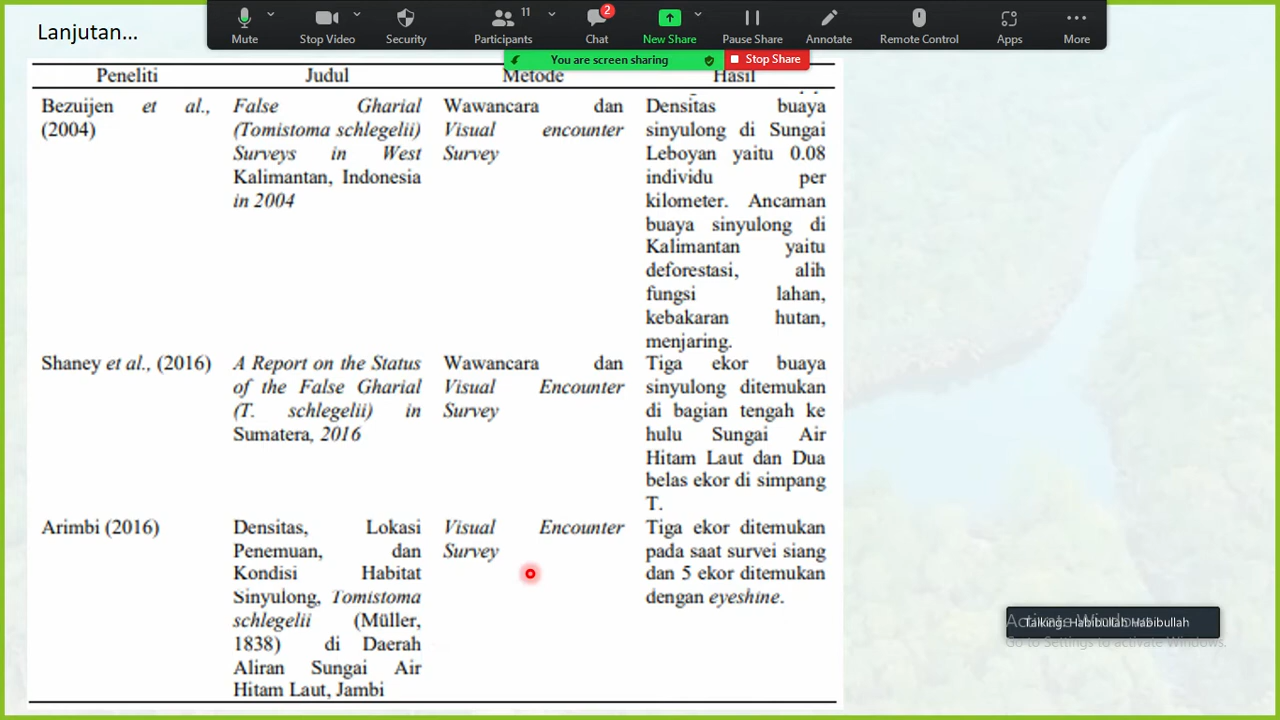 Lanjutan...
Mute
Stop Video
Security
Participants
11
Chat
2
New Share
Pause Share
Annotate
Remote Control
Apps
More
You are screen sharing
Stop Share
Peneliti Judul Metode Hasil
Bezuijen et al.,
(2004)
False Gharial
(Tomistoma schlegelii)
Surveys in West
Kalimantan, Indonesia
in 2004
Wawancara dan
Visual encounter
Survey
Densitas buaya
sinyulong di Sungai
Leboyan yaitu 0.08
individu per
kilometer. Ancaman
buaya sinyulong di
Kalimantan yaitu
deforestasi, alih
fungsi lahan,
kebakaran hutan,
menjaring.
Shaney et al., (2016)
A Report on the Status
of the False Gharial
(T. schlegelii) in
Sumatera, 2016
Wawancara dan
Visual Encounter
Survey
Tiga ekor buaya
sinyulong ditemukan
di bagian tengah ke
hulu Sungai Air
Hitam Laut dan Dua
belas ekor di simpang
T.
Arimbi (2016)
Densitas, Lokasi
Penemuan, dan
Kondisi Habitat
Sinyulong, Tomistoma
schlegelii (Müller,
1838) di Daerah
Aliran Sungai Air
Hitam Laut, Jambi
Visual Encounter
Survey
Tiga ekor ditemukan
pada saat survei siang
dan 5 ekor ditemukan
dengan eyeshine.
Activate Windows
Talking: Habibullah Habibullah
Go to Settings to activate Windows.